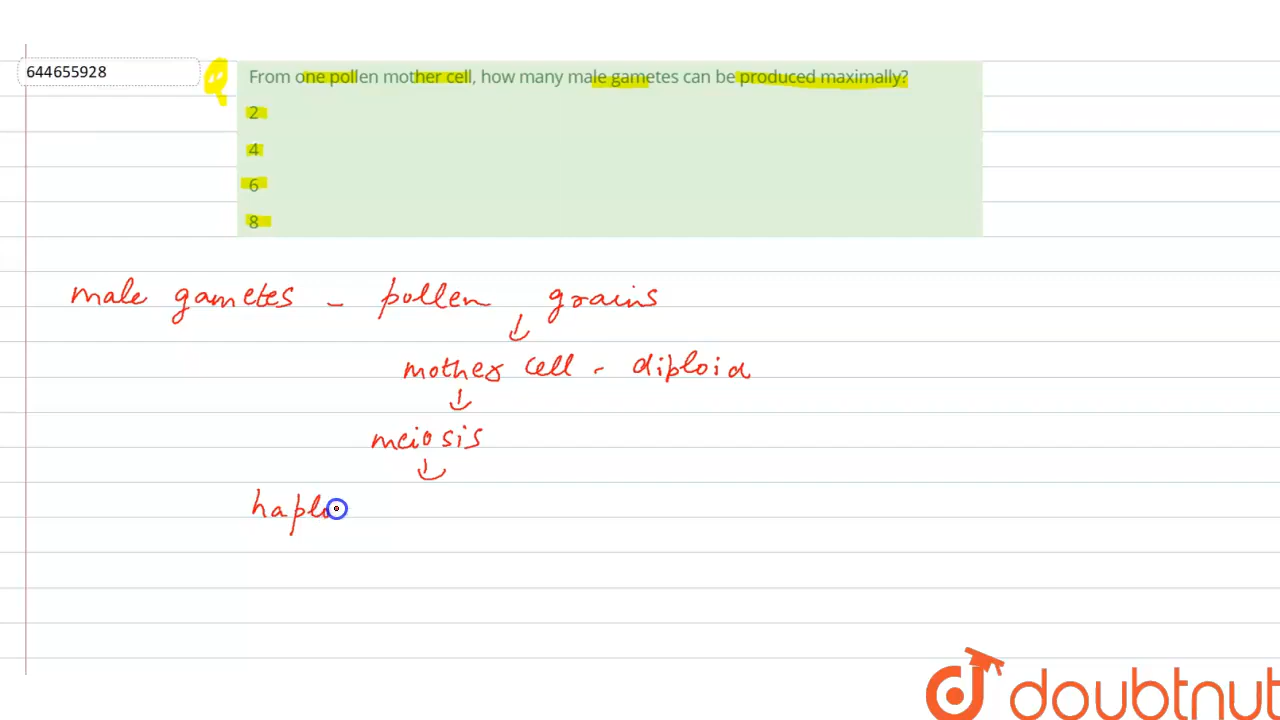 644655928
From one pollen mother cell, how many male gametes can be produced maximally?
2
4
6
8
male gametes - pollen grains
mother cell - diploid
meiosis
haplo
doubtnut